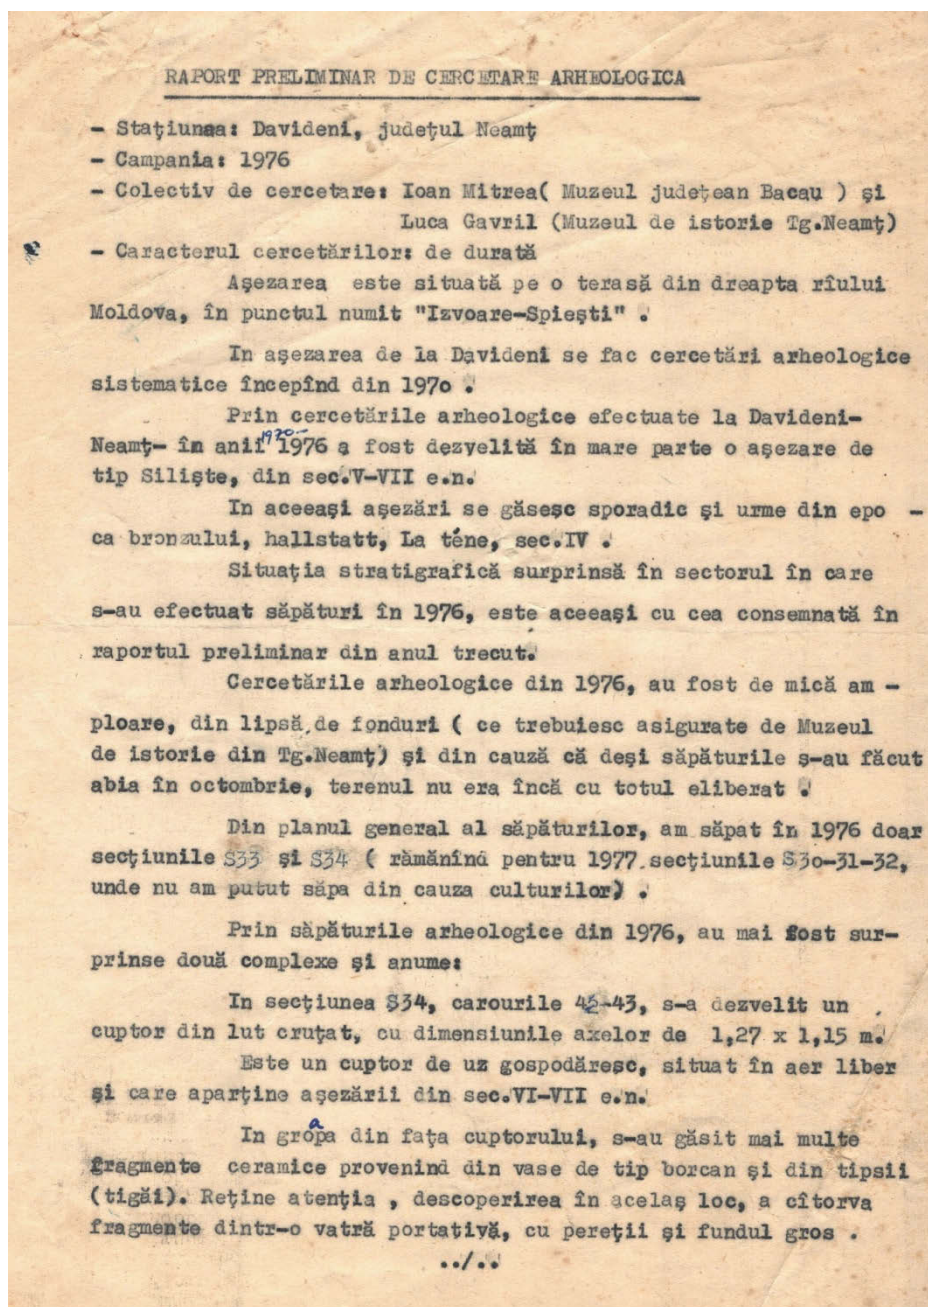 RAPORT PRELIMINAR DE CERCETARE ARHEOLOGICA
- Staţiunea: Davideni, judeţul Neamţ
- Campania: 1976
- Colectiv de cercetare: Ioan Mitrea( Muzeul judeţean Bacau ) şi
Luca Gavril (Muzeul de istorie Tg.Neamţ)
- Caracterul cercetărilor: de durată
Aşezarea este situată pe o terasă din dreapta rîului
Moldova, în punctul numit "Izvoare-Spieşti" .
In aşezarea de la Davideni se fac cercetări arheologice
sistematice începînd din 197o .
Prin cercetările arheologice efectuate la Davideni-
Neamţ- în anii 1970- 1976 a fost dezvelită în mare parte o aşezare de
tip Silişte, din sec.V-VII e.n.
In aceeaşi aşezări se găsesc sporadic şi urme din epo -
ca bronzului, hallstatt, La téne, sec.IV .
Situaţia stratigrafică surprinsă în sectorul în care
s-au efectuat săpături în 1976, este aceeaşi cu cea consemnată în
raportul preliminar din anul trecut.
Cercetările arheologice din 1976, au fost de mică am -
ploare, din lipsă de fonduri ( ce trebuiesc asigurate de Muzeul
de istorie din Tg.Neamţ) şi din cauză că deşi săpăturile s-au făcut
abia în octombrie, terenul nu era încă cu totul eliberat .
Din planul general al săpăturilor, am săpat în 1976 doar
secţiunile S33 şi S34 ( rămănînd pentru 1977 secţiunile S3o-31-32,
unde nu am putut săpa din cauza culturilor) .
Prin săpăturile arheologice din 1976, au mai fost sur-
prinse două complexe şi anume:
In secţiunea S34, carourile 42-43, s-a dezvelit un
cuptor din lut cruţat, cu dimensiunile axelor de 1,27 x 1,15 m.
Este un cuptor de uz gospodăresc, situat în aer liber
şi care aparţine aşezării din sec.VI-VII e.n.
In groapa din faţa cuptorului, s-au găsit mai multe
fragmente ceramice provenind din vase de tip borcan şi din tipsii
(tigăi). Reţine atenţia , descoperirea în acelaş loc, a cîtorva
fragmente dintr-o vatră portativă, cu pereţii şi fundul gros .
../..